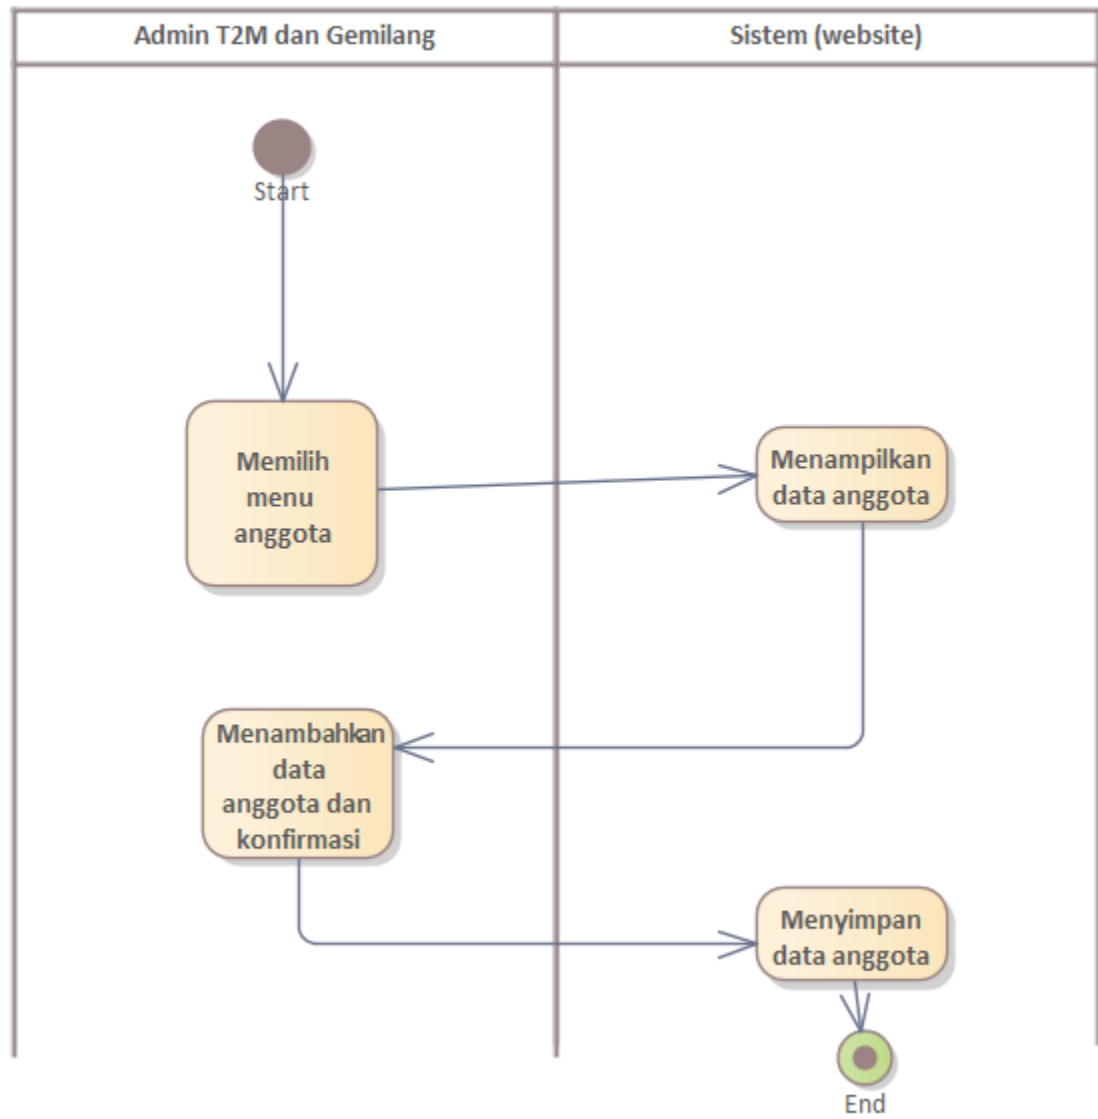 Admin T2M dan Gemilang
Sistem (website)
Start
Memilih
menu
anggota
Menampilkan
data anggota
Menambahkan
data
anggota dan
konfirmasi
Menyimpan
data anggota
End